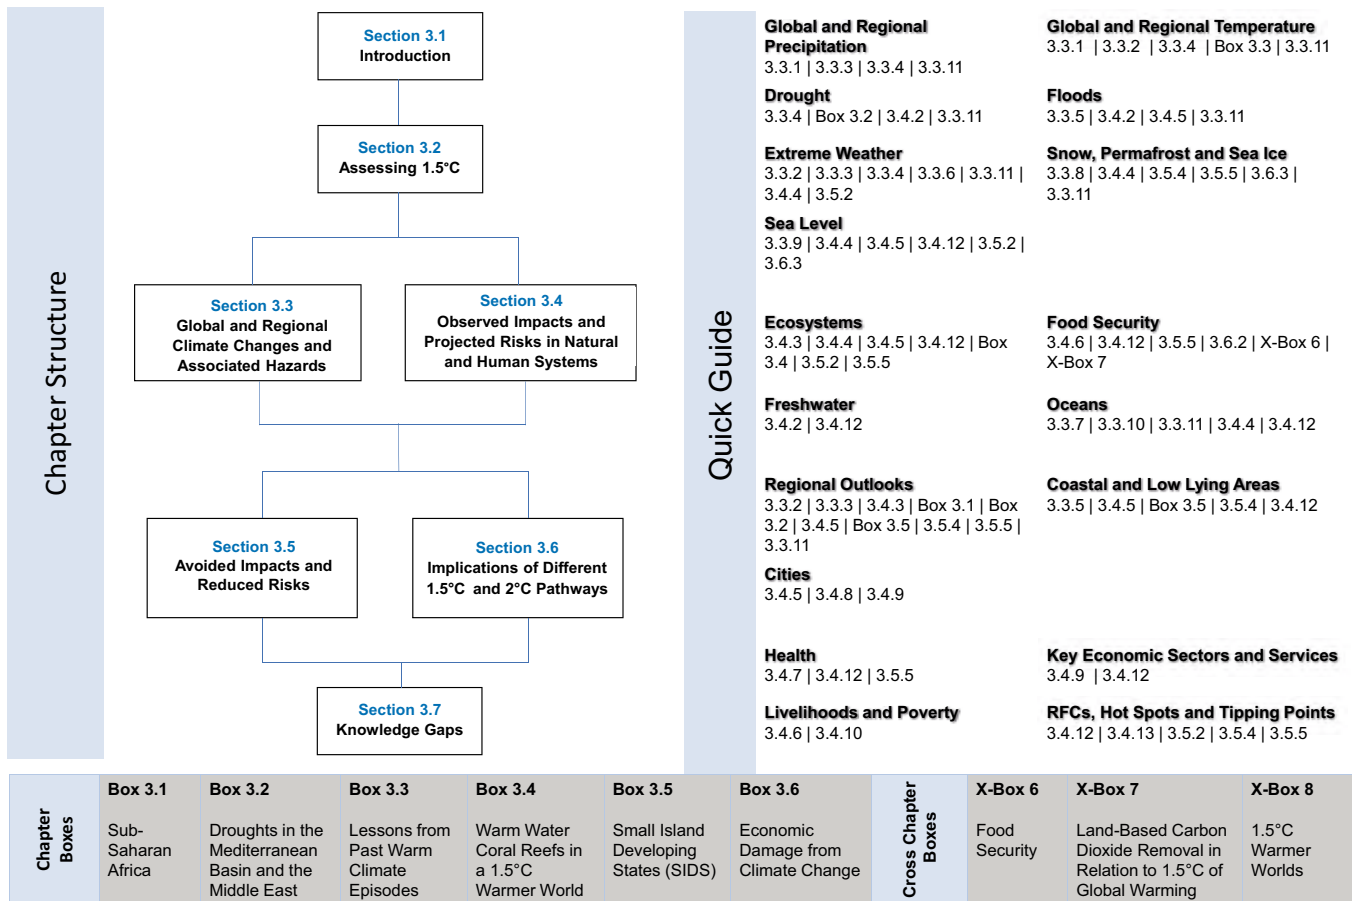 Chapter Structure
Section 3.1
Introduction
Section 3.2
Assessing 1.5°C
Section 3.3
Global and Regional
Climate Changes and
Associated Hazards
Section 3.4
Observed Impacts and
Projected Risks in Natural
and Human Systems
Section 3.5
Avoided Impacts and
Reduced Risks
Section 3.6
Implications of Different
1.5°C and 2°C Pathways
Section 3.7
Knowledge Gaps
Quick Guide
Global and Regional
Precipitation
3.3.1 | 3.3.3 | 3.3.4 | 3.3.11
Global and Regional Temperature
3.3.1 | 3.3.2 | 3.3.4 | Box 3.3 | 3.3.11
Drought
3.3.4 | Box 3.2 | 3.4.2 | 3.3.11
Floods
3.3.5 | 3.4.2 | 3.4.5 | 3.3.11
Extreme Weather
3.3.2 | 3.3.3 | 3.3.4 | 3.3.6 | 3.3.11 |
3.4.4 | 3.5.2
Snow, Permafrost and Sea Ice
3.3.8 | 3.4.4 | 3.5.4 | 3.5.5 | 3.6.3 |
3.3.11
Sea Level
3.3.9 | 3.4.4 | 3.4.5 | 3.4.12 | 3.5.2 |
3.6.3
Ecosystems
3.4.3 | 3.4.4 | 3.4.5 | 3.4.12 | Box
3.4 | 3.5.2 | 3.5.5
Food Security
3.4.6 | 3.4.12 | 3.5.5 | 3.6.2 | X-Box 6 |
X-Box 7
Freshwater
3.4.2 | 3.4.12
Oceans
3.3.7 | 3.3.10 | 3.3.11 | 3.4.4 | 3.4.12
Regional Outlooks
3.3.2 | 3.3.3 | 3.4.3 | Box 3.1 | Box
3.2 | 3.4.5 | Box 3.5 | 3.5.4 | 3.5.5 |
3.3.11
Coastal and Low Lying Areas
3.3.5 | 3.4.5 | Box 3.5 | 3.5.4 | 3.4.12
Cities
3.4.5 | 3.4.8 | 3.4.9
Health
3.4.7 | 3.4.12 | 3.5.5
Key Economic Sectors and Services
3.4.9 | 3.4.12
Livelihoods and Poverty
3.4.6 | 3.4.10
RFCs, Hot Spots and Tipping Points
3.4.12 | 3.4.13 | 3.5.2 | 3.5.4 | 3.5.5
Chapter
Boxes
Box 3.1
Sub-
Saharan
Africa
Box 3.2
Droughts in the
Mediterranean
Basin and the
Middle East
Box 3.3
Lessons from
Past Warm
Climate
Episodes
Box 3.4
Warm Water
Coral Reefs in
a 1.5°C
Warmer World
Box 3.5
Small Island
Developing
States (SIDS)
Box 3.6
Economic
Damage from
Climate Change
Cross Chapter
Boxes
X-Box 6
Food
Security
X-Box 7
Land-Based Carbon
Dioxide Removal in
Relation to 1.5°C of
Global Warming
X-Box 8
1.5°C
Warmer
Worlds